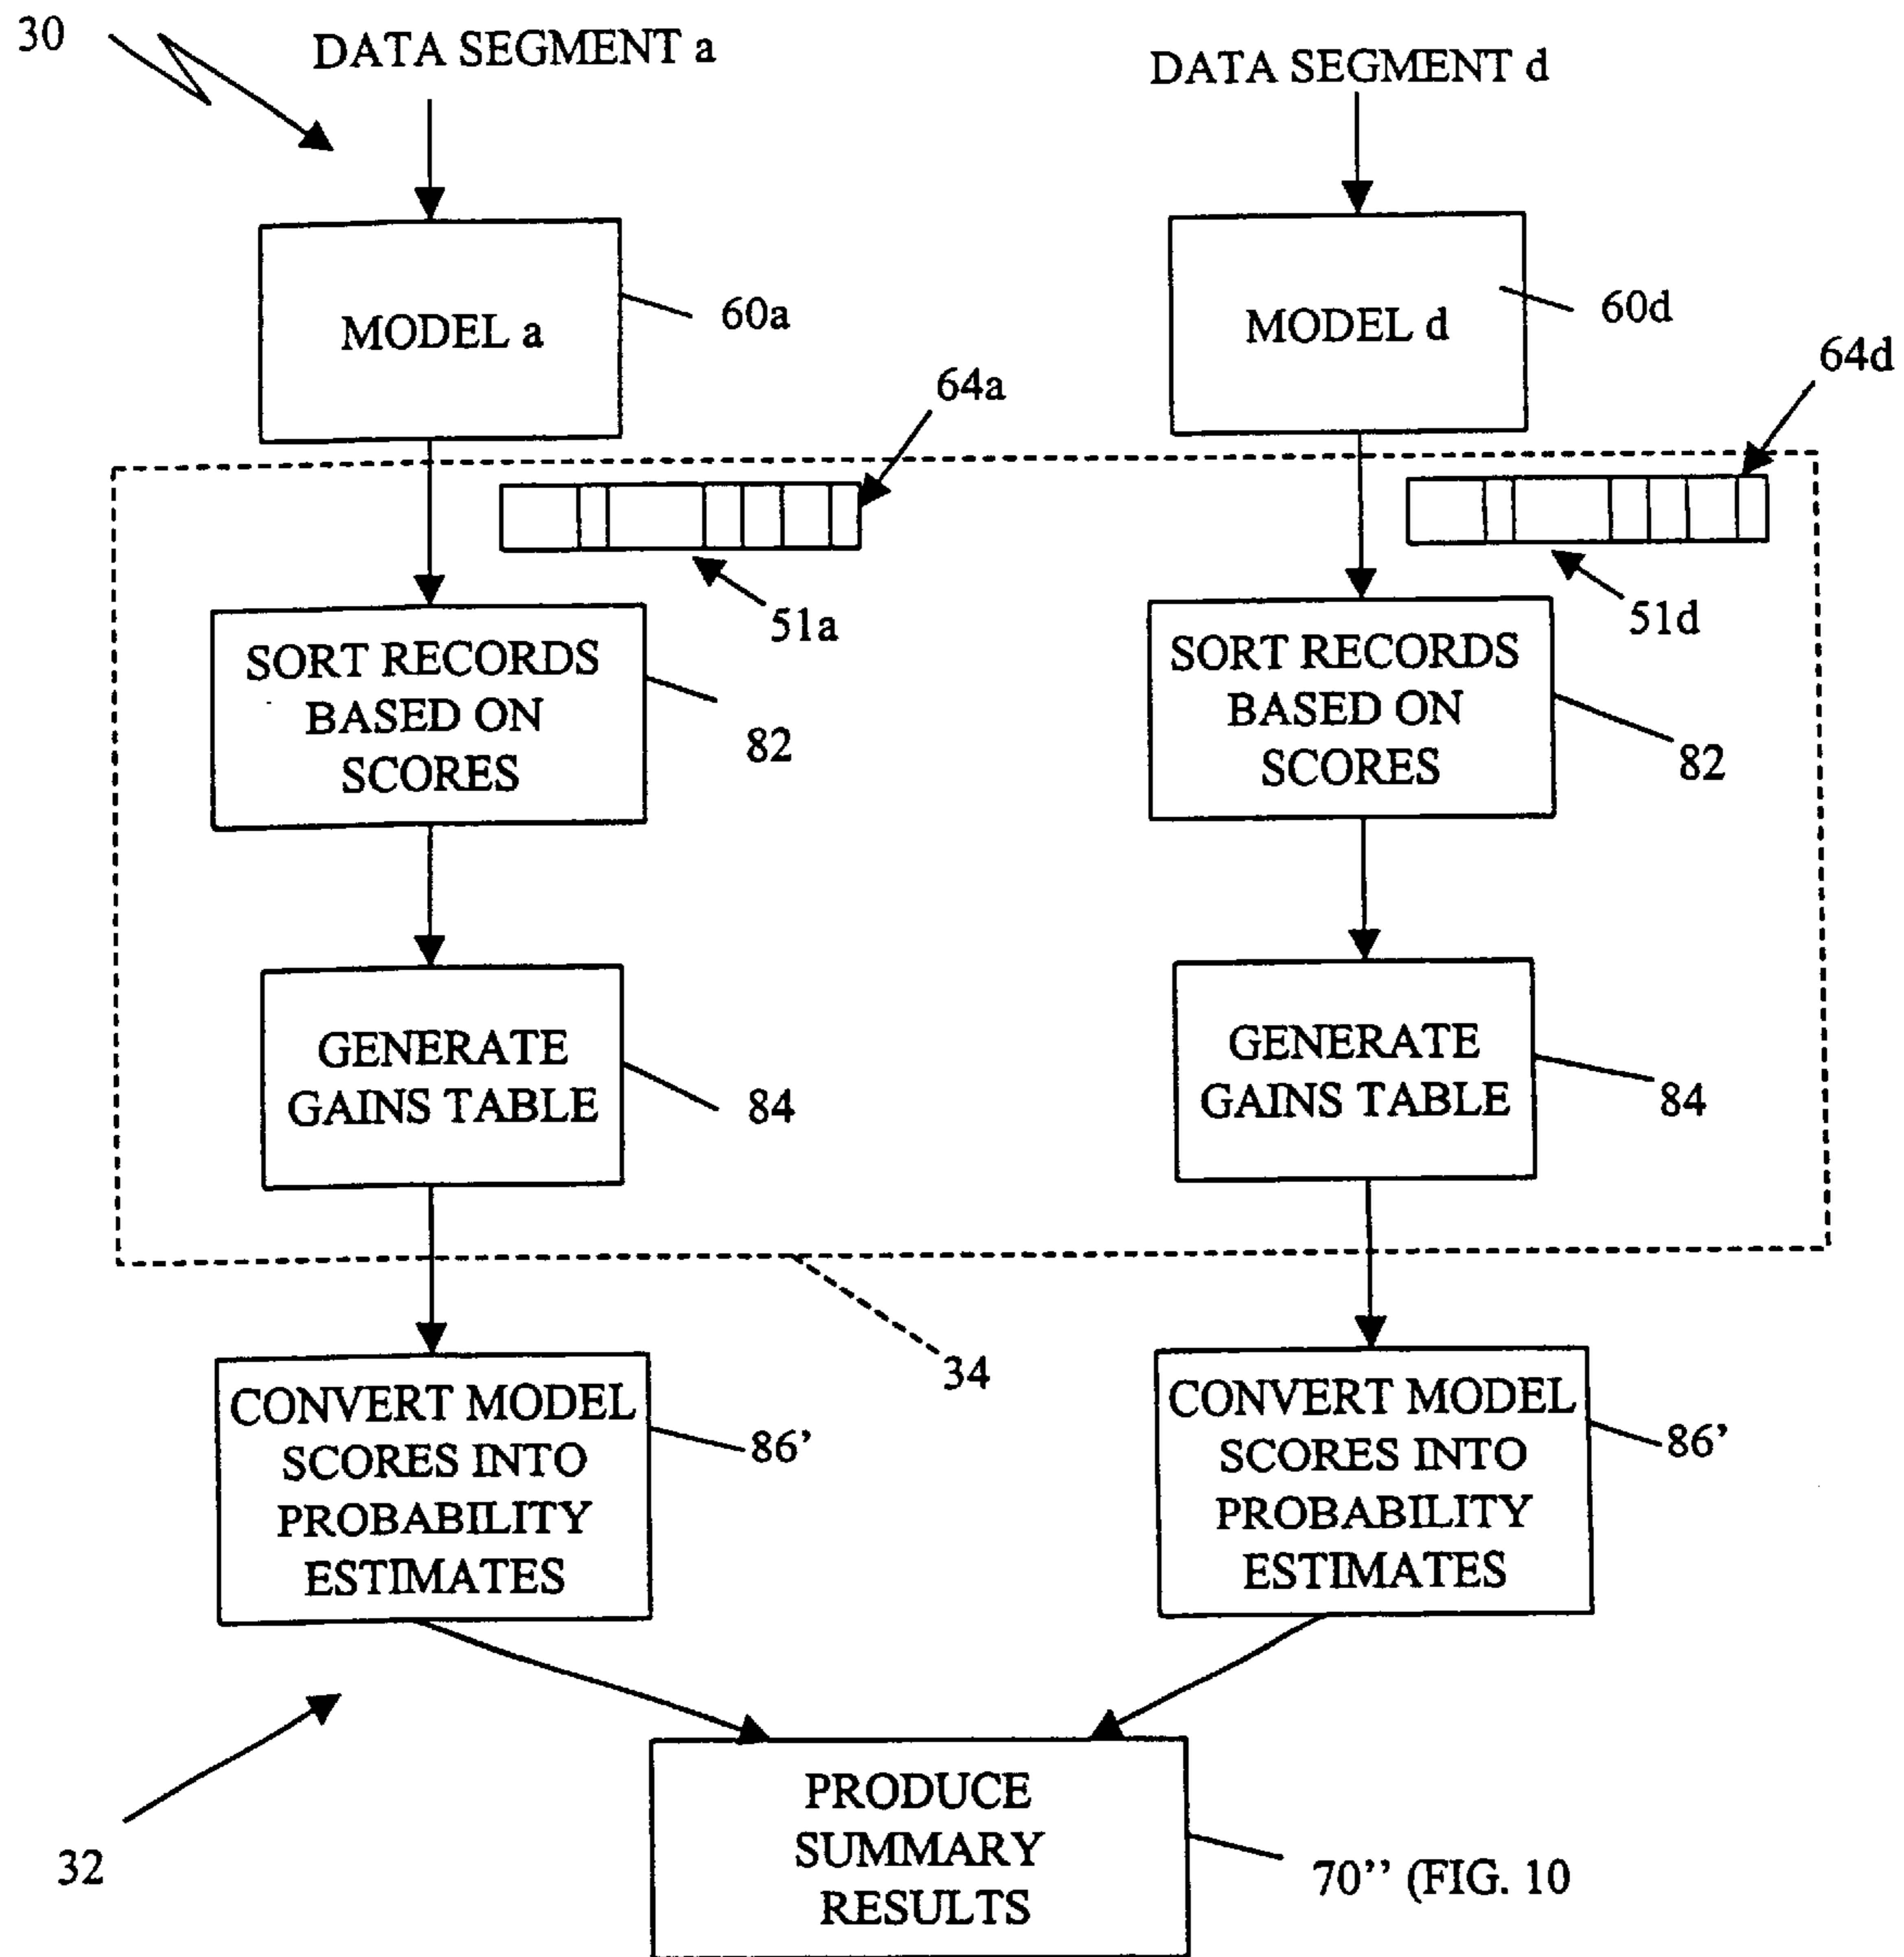 30
DATA SEGMENT a
DATA SEGMENT d
MODEL a
60a
MODEL d
60d
64a
64d
51a
51d
SORT RECORDS
BASED ON
SCORES
82
SORT RECORDS
BASED ON
SCORES
82
GENERATE
GAINS TABLE
84
GENERATE
GAINS TABLE
84
34
CONVERT MODEL
SCORES INTO
PROBABILITY
ESTIMATES
86’
CONVERT MODEL
SCORES INTO
PROBABILITY
ESTIMATES
86’
32
PRODUCE
SUMMARY
RESULTS
70’’ (FIG. 10